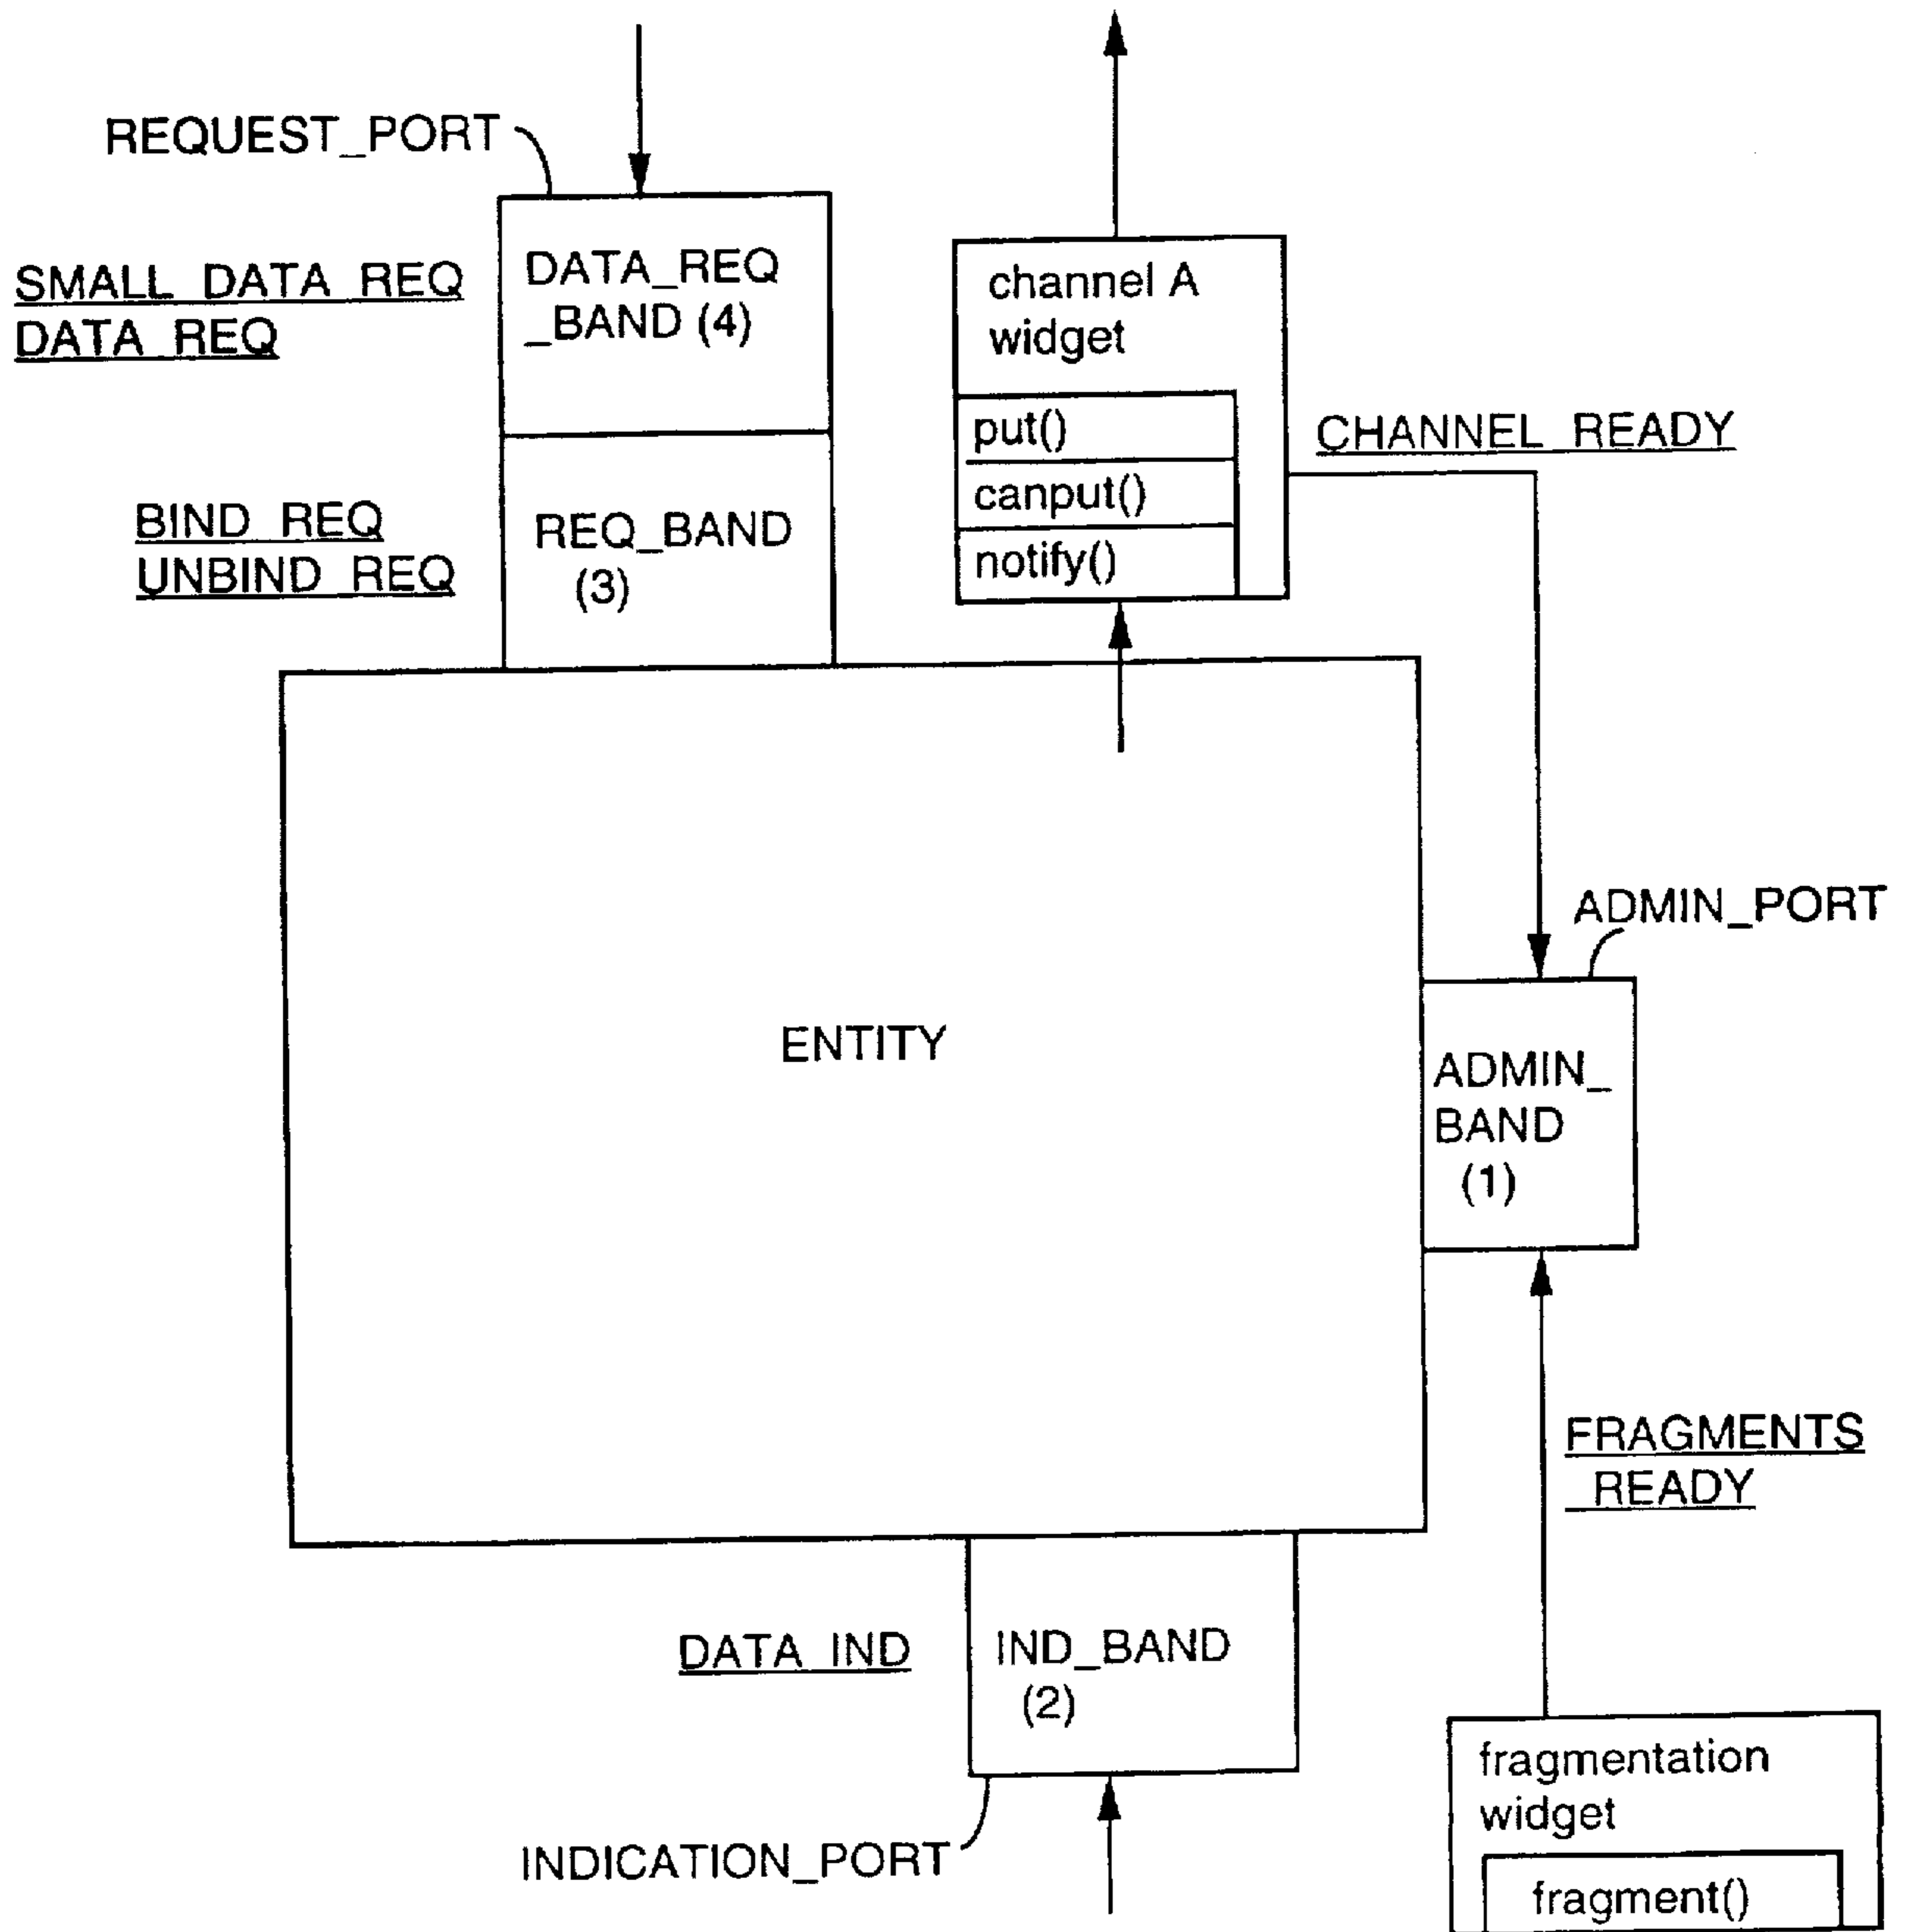 REQUEST_PORT
SMALL_DATA_REQ
DATA_REQ
DATA_REQ
_BAND (4)
channel A
widget
put()
canput()
notify()
CHANNEL_READY
BIND_REQ
UNBIND_REQ
REQ_BAND
(3)
ADMIN_PORT
ENTITY
ADMIN_
BAND
(1)
FRAGMENTS
_READY
DATA_IND
IND_BAND
(2)
INDICATION_PORT
fragmentation
widget
fragment()